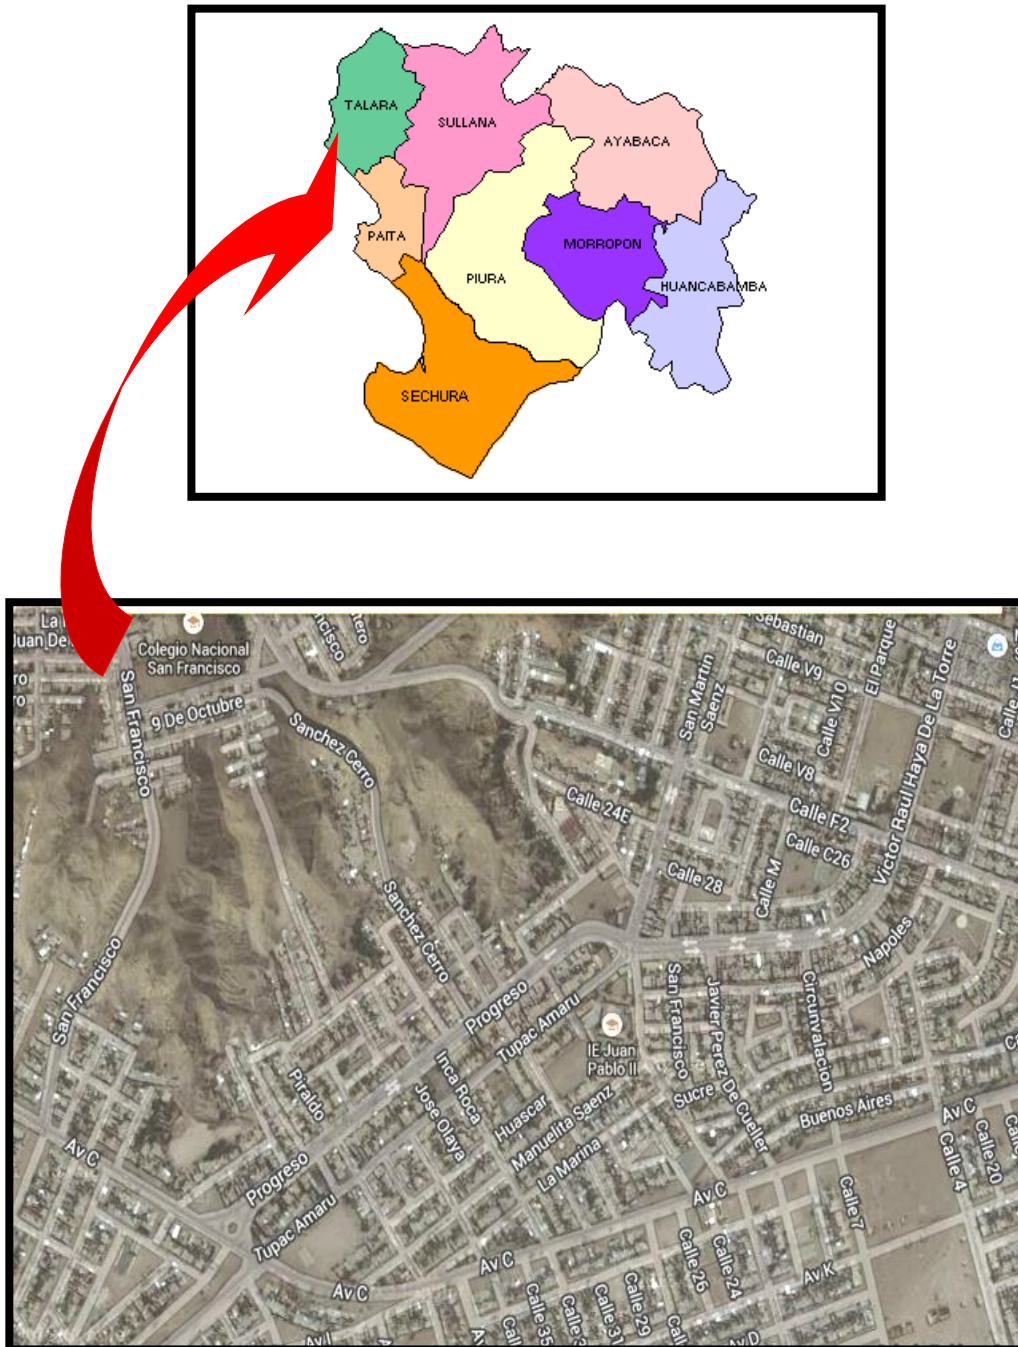 TALARA
SULLANA
AYABACA
PAITA
MORROPON
PIURA
HUANCABAMBA
SECHURA
Colegio Nacional
San Francisco
San Francisco
9 De Octubre
Sanchez Cerro
San Martin
Saenz
Sebastian
Calle V9
El Parque
Calle V10
Victor Raul Haya De La Torre
Calle V8
Calle F2
Calle 24E
Calle C26
Calle 28
Calle M
Napoles
Sanchez Cerro
San Francisco
Progreso
Tupac Amaru
San Francisco
Javier Perez De Cueller
Circunvalacion
IE Juan
Pablo II
Inca Roca
Piraldo
Jose Olaya
Huascar
Manuelita Saenz
La Marina
Sucre
Buenos Aires
Av C
Calle 4
Calle 20
Av C
Progreso
Tupac Amaru
Av C
Calle 7
Av C
Av C
Calle 26
Calle 24
Av K
Calle 29
Calle 31
Calle 35
Av I
Av D